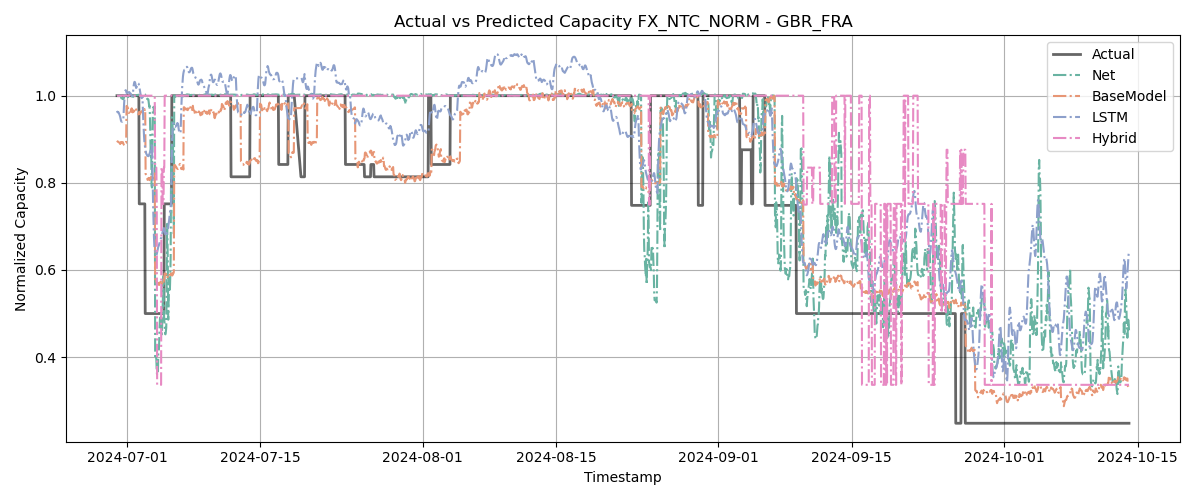 Actual vs Predicted Capacity FX_NTC_NORM - GBR_FRA
Normalized Capacity
1.0
0.8
0.6
0.4
Actual
Net
BaseModel
LSTM
Hybrid
2024-07-01
2024-07-15
2024-08-01
2024-08-15
2024-09-01
2024-09-15
2024-10-01
2024-10-15
Timestamp